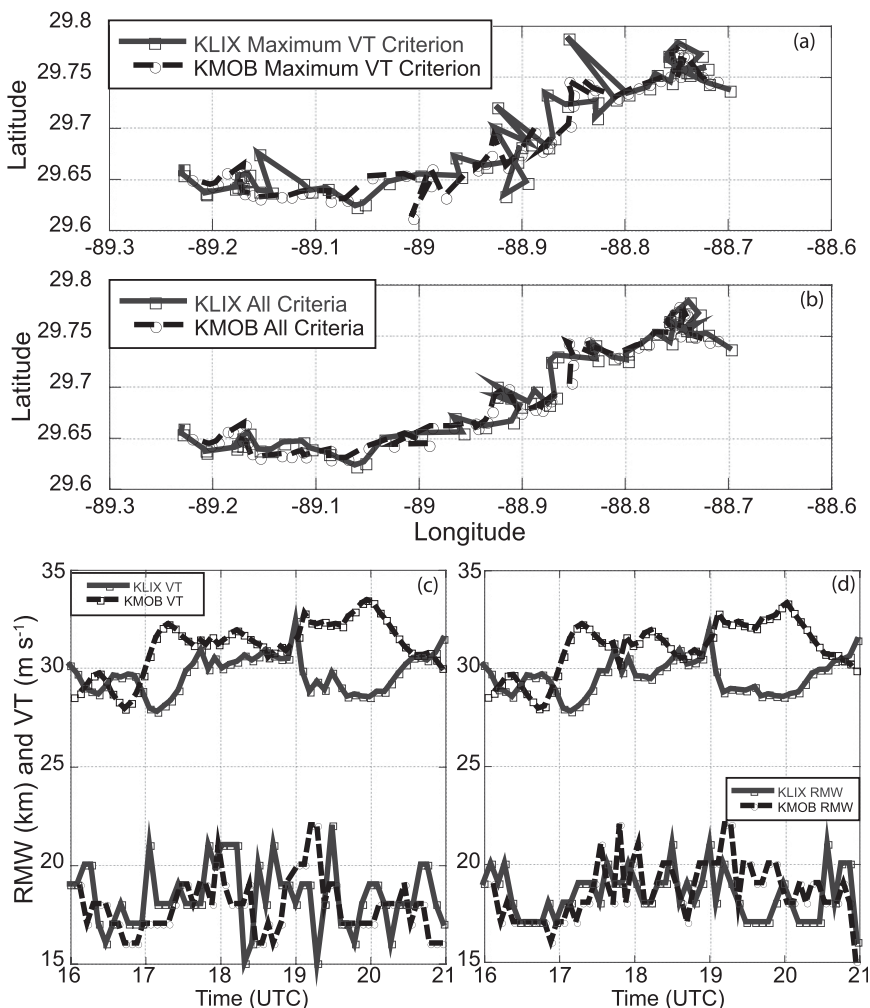 29.8
KLIX Maximum VT Criterion
(a)
KMOB Maximum VT Criterion
29.75
Latitude
29.7
29.65
29.6
-89.3 -89.2 -89.1 -89 -88.9 -88.8 -88.7 -88.6
29.8
KLIX All Criteria
(b)
KMOB All Criteria
29.75
Latitude
29.7
29.65
29.6
-89.3 -89.2 -89.1 -89 -88.9 -88.8 -88.7 -88.6
Longitude
35
KLIX VT
KMOB VT
(c)
30
25
20
15
RMW (km) and VT (m s⁻¹)
16 17 18 19 20 21
Time (UTC)
35
(d)
30
25
KLIX RMW
KMOB RMW
20
15
16 17 18 19 20 21
Time (UTC)